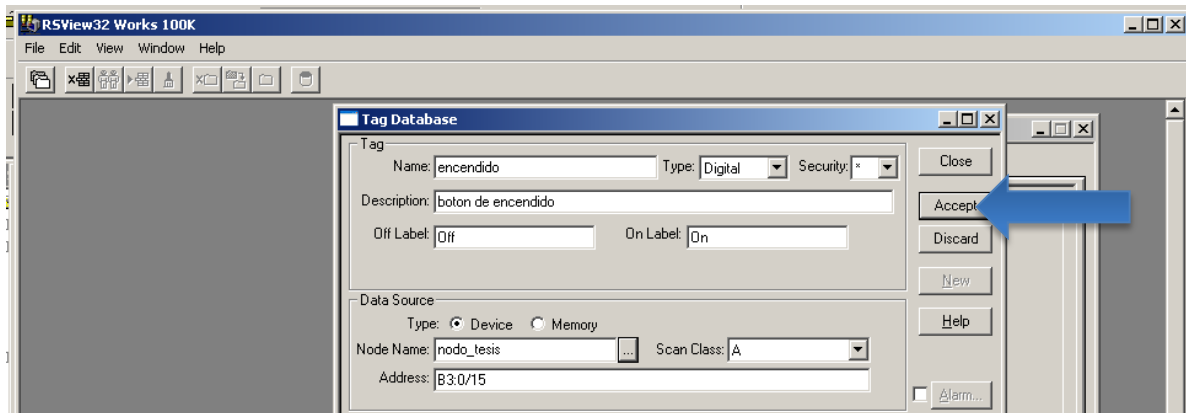 RSView32 Works 100K
File Edit View Window Help
Tag Database
Tag
Name: encendido Type: Digital Security: * Close
Description: boton de encendido Accept
Off Label: Off On Label: On Discard
New
Data Source
Type: Device Memory Help
Node Name: nodo_tesis ... Scan Class: A
Address: B3:0/15
Alarm...